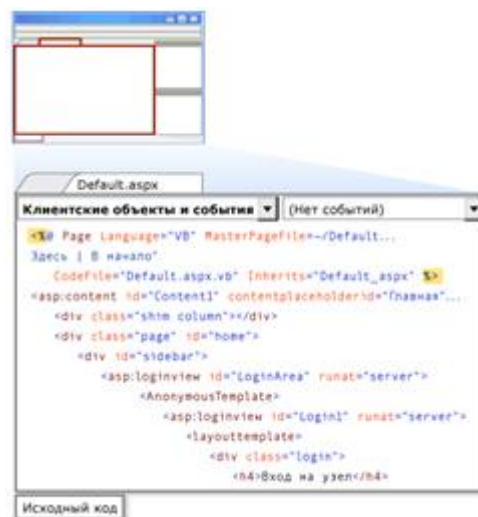 Default.aspx
Клиентские объекты и события (Нет событий)
<%@ Page Language="VB" MasterPageFile=~/Default...
Здесь | В начало"
CodeFile="Default.aspx.vb" Inherits="Default_aspx" %>
<asp:content id="Content1" contentplaceholderid="Главная"...
<div class="shim column"></div>
<div class="page" id="home">
<div id="sidebar">
<asp:loginview id="LoginArea" runat="server">
<AnonymousTemplate>
<asp:loginview id="Login1" runat="server">
<layouttemplate>
<div class="login">
<h4>Вход на узел</h4>
Исходный код